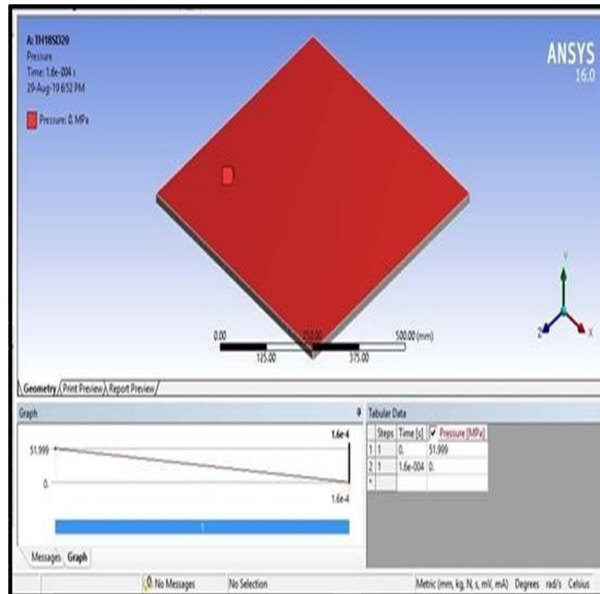 A: TH18SD20
Pressure
Time: 1.6e-004 s
29-Aug-19 6:52 PM
Pressure: 0. MPa
ANSYS
16.0
Y
Z
X
0.00 250.00 500.00 (mm)
125.00 375.00
Geometry Print Preview Report Preview
Graph
1.6e-4
51.999
0.
1.6e-4
1
Messages Graph
Tabular Data
Steps Time [s] Pressure [MPa]
1 1 0. 51.999
2 1 1.6e-004 0.
*
No Messages No Selection Metric (mm, kg, N, s, mV, mA) Degrees rad/s Celsius